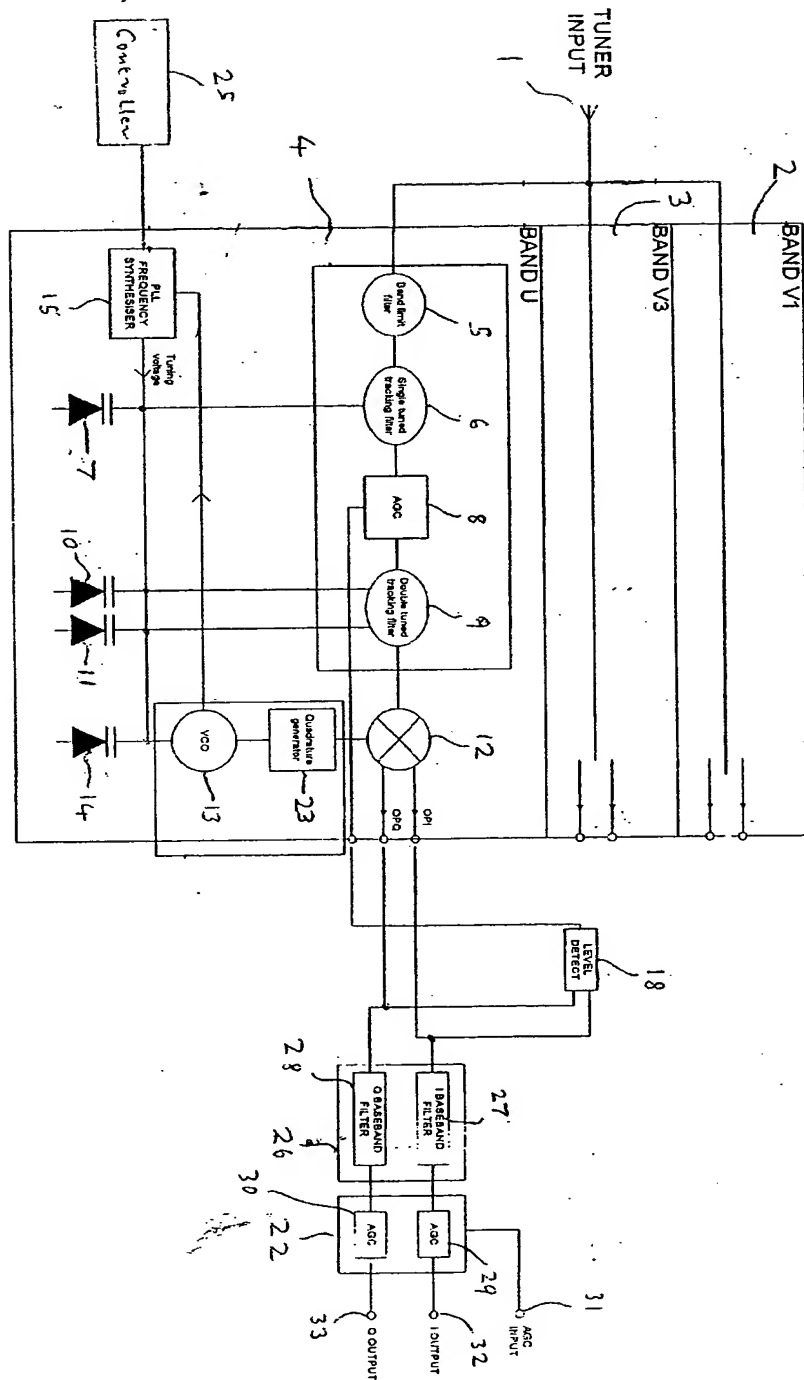 TUNER
INPUT
1
2
3
4
BAND V1
BAND V3
BAND U
25
Controller
PLL
FREQUENCY
SYNTHESISER
15
Tuning
voltage
Band limit
filter
5
Single tuned
tracking filter
6
AGC
8
Double tuned
tracking filter
9
7
10
11
14
VCO
13
Quadrature
generator
23
12
OPI
OPQ
LEVEL
DETECT
18
I BASEBAND
FILTER
27
Q BASEBAND
FILTER
28
26
AGC
29
AGC
30
22
31
AGC
INPUT
32
I OUTPUT
33
Q OUTPUT